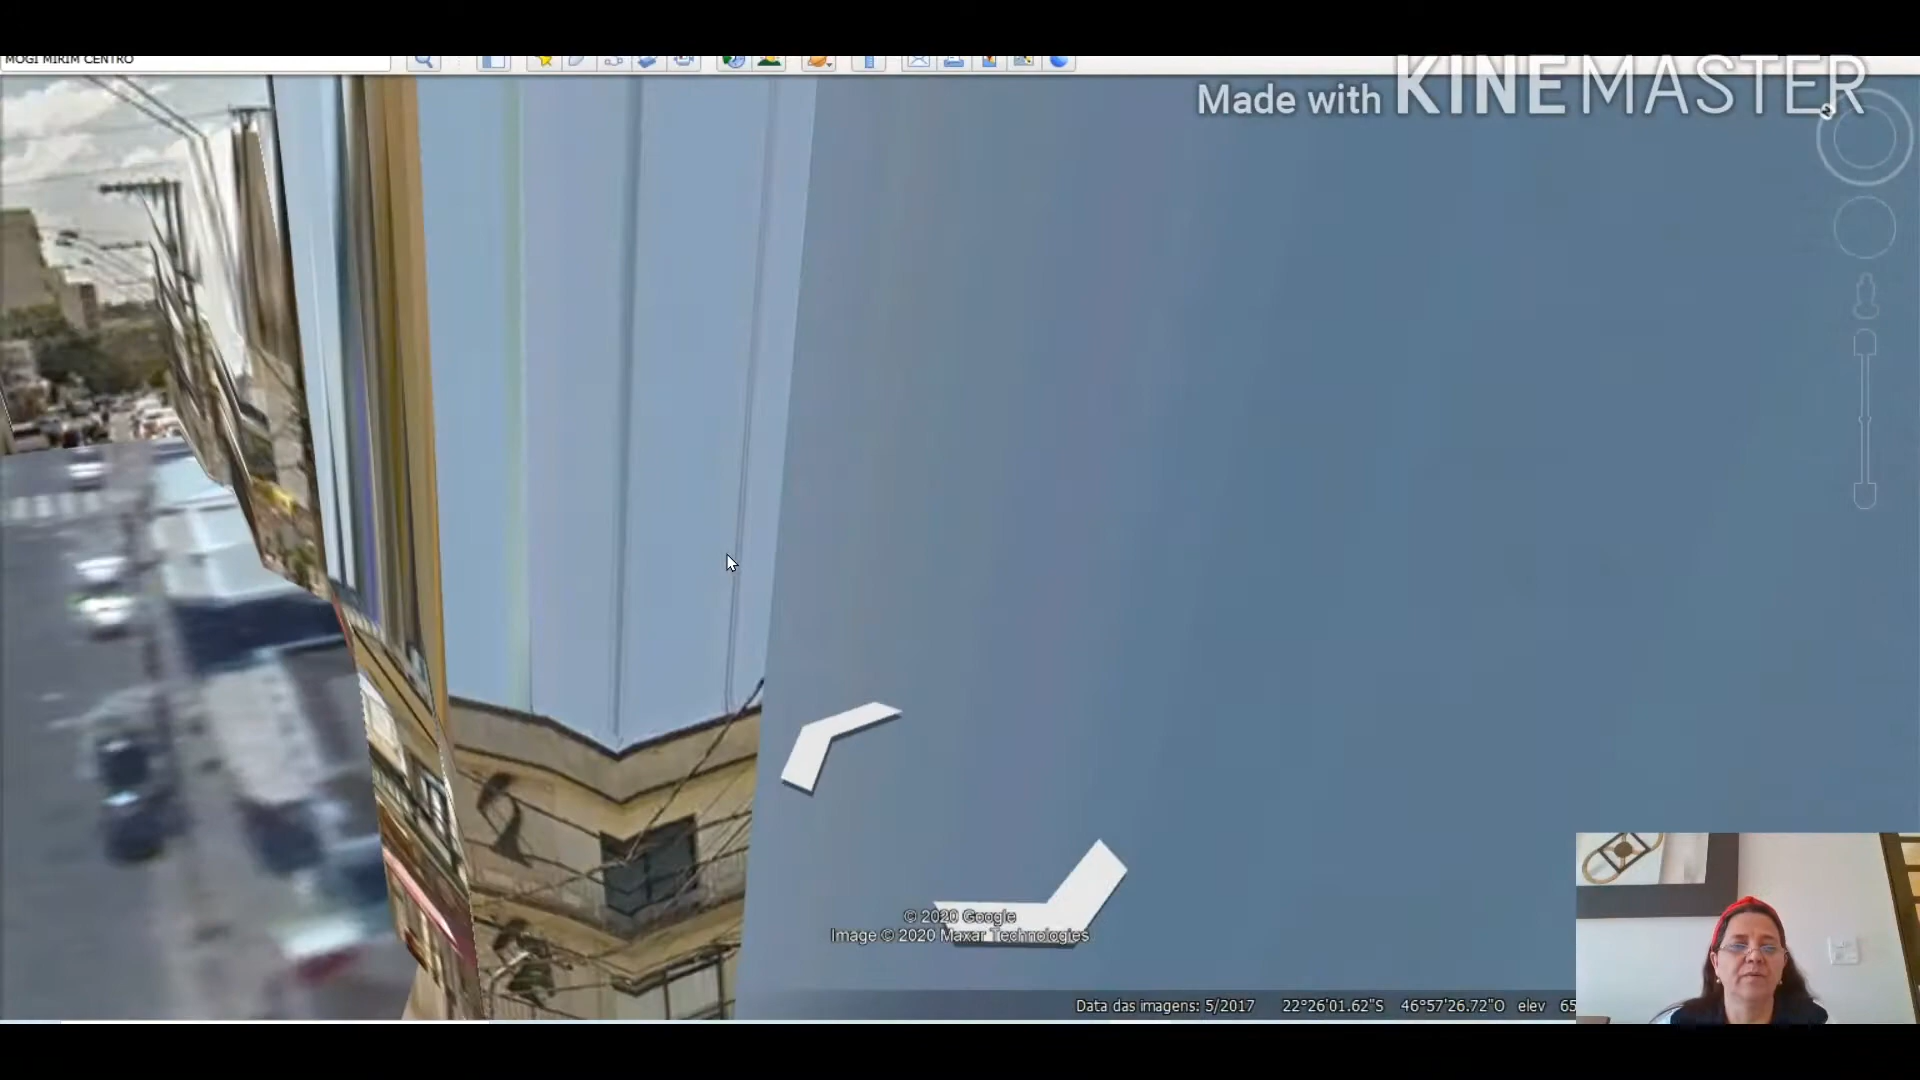 MOGI MIRIM CENTRO
Made with KINEMASTER
© 2020 Google
Image © 2020 Maxar Technologies
Data das imagens: 5/2017 22°26'01.62"S 46°57'26.72"O elev 65